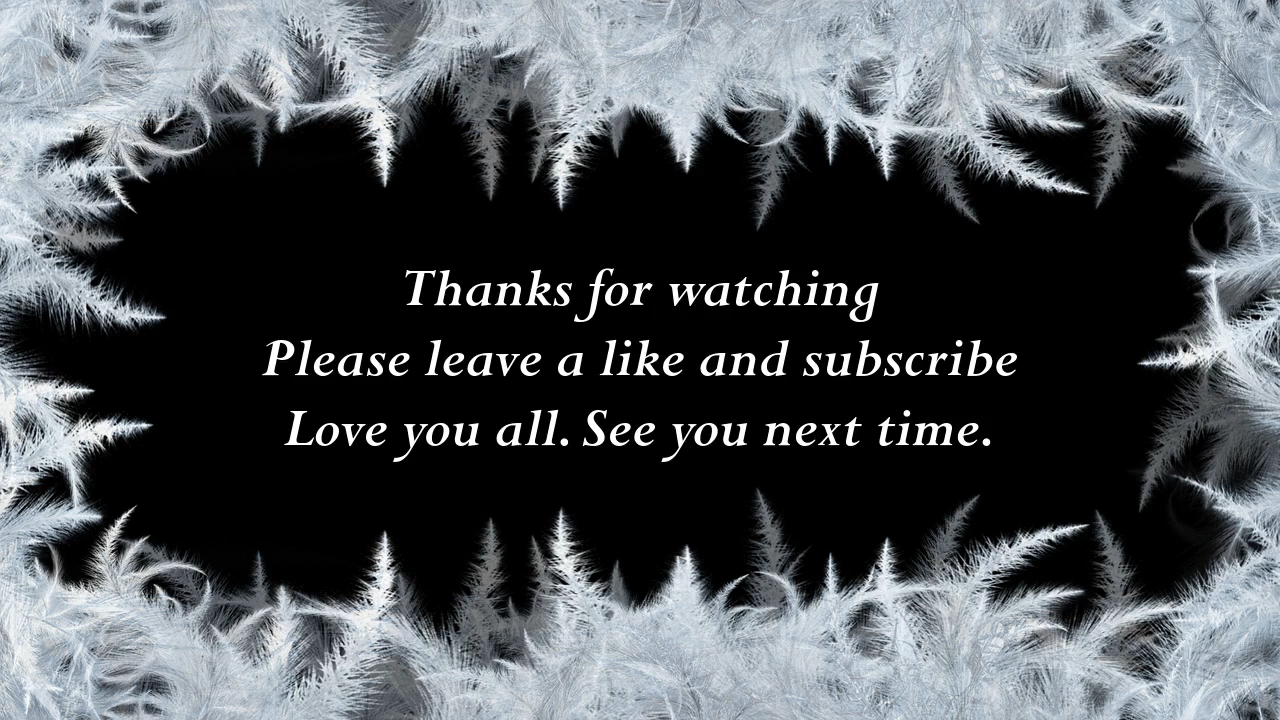 Thanks for watching
Please leave a like and subscribe
Love you all. See you next time.